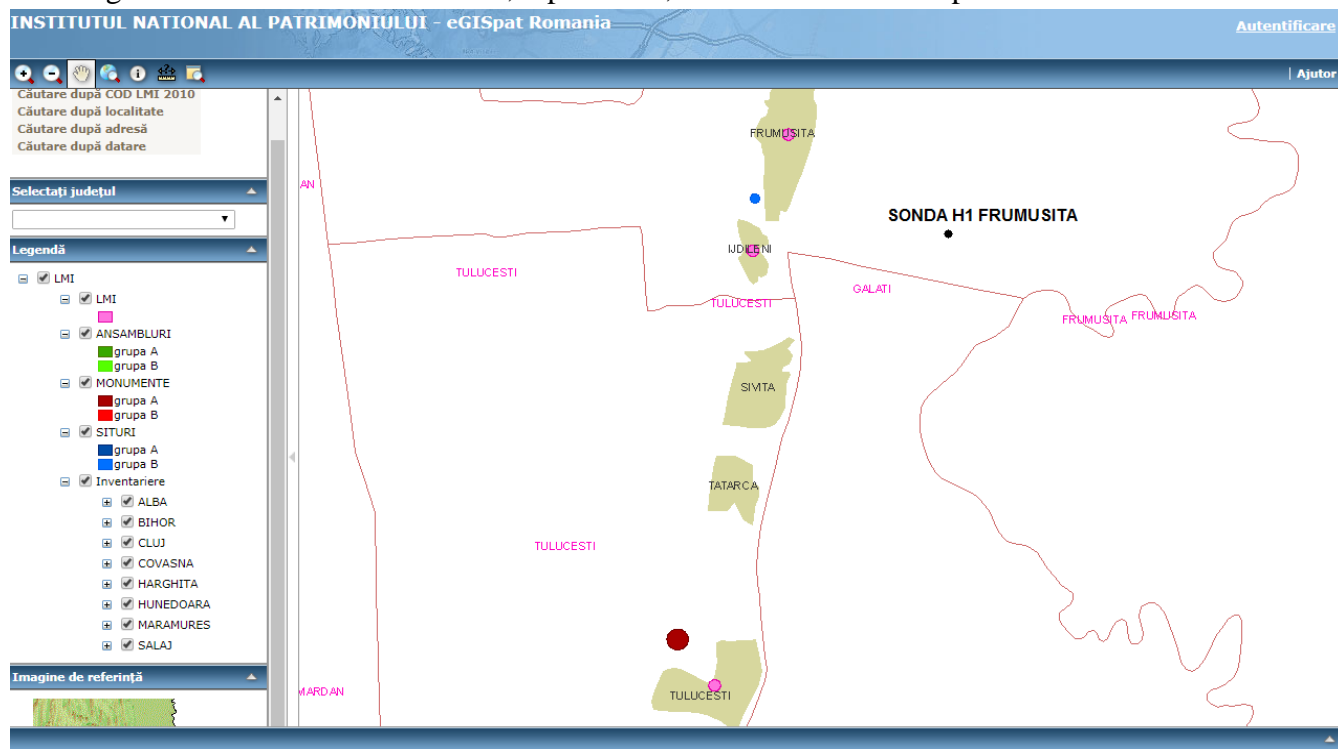 INSTITUTUL NATIONAL AL PATRIMONIULUI - eGISpat Romania
Autentificare
| Ajutor
Căutare după COD LMI 2010
Căutare după localitate
Căutare după adresă
Căutare după datare
Selectați județul
Legendă
LMI
LMI
ANSAMBLURI
grupa A
grupa B
MONUMENTE
grupa A
grupa B
SITURI
grupa A
grupa B
Inventariere
ALBA
BIHOR
CLUJ
COVASNA
HARGHITA
HUNEDOARA
MARAMURES
SALAJ
Imagine de referință
FRUMUSITA
AN
SONDA H1 FRUMUSITA
IJDILENI
TULUCESTI
GALATI
TULUCESTI
FRUMUSITA FRUMUSITA
SIVITA
TATARCA
TULUCESTI
MARDAN
TULUCESTI